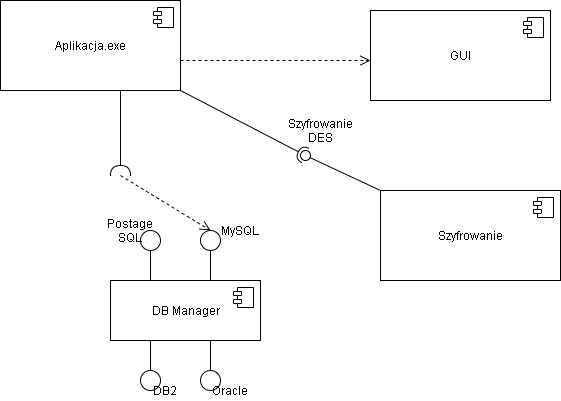 Aplikacja.exe
GUI
Szyfrowanie
DES
Szyfrowanie
Postage
SQL
MySQL
DB Manager
DB2
Oracle